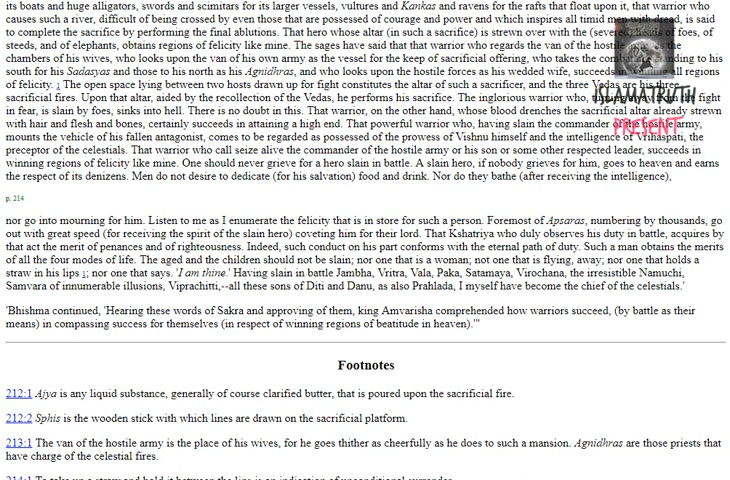 its boats and huge alligators, swords and scimitars for its larger vessels, vultures and Kankas and ravens for the rafts that float upon it, that warrior who
causes such a river, difficult of being crossed by even those that are possessed of courage and power and which inspires all timid men with dread, is said
to complete the sacrifice by performing the final ablutions. That hero whose altar (in such a sacrifice) is strewn over with the (severed) heads of foes, of
steeds, and of elephants, obtains regions of felicity like mine. The sages have said that that warrior who regards the van of the hostile as the
chambers of his wives, who looks upon the van of his own army as the vessel for the keep of sacrificial offering, who takes the standing to his
south for his Sadasyas and those to his north as his Agnidhras, and who looks upon the hostile forces as his wedded wife, succeeds all regions
of felicity. 1 The open space lying between two hosts drawn up for fight constitutes the altar of such a sacrificer, and the three Vedas are his three
sacrificial fires. Upon that altar, aided by the recollection of the Vedas, he performs his sacrifice. The inglorious warrior who, fight
in fear, is slain by foes, sinks into hell. There is no doubt in this. That warrior, on the other hand, whose blood drenches the sacrificial altar already strewn
with hair and flesh and bones, certainly succeeds in attaining a high end. That powerful warrior who, having slain the commander of the hostile army,
mounts the vehicle of his fallen antagonist, comes to be regarded as possessed of the prowess of Vishnu himself and the intelligence of Vrihaspati, the
preceptor of the celestials. That warrior who call seize alive the commander of the hostile army or his son or some other respected leader, succeeds in
winning regions of felicity like mine. One should never grieve for a hero slain in battle. A slain hero, if nobody grieves for him, goes to heaven and earns
the respect of its denizens. Men do not desire to dedicate (for his salvation) food and drink. Nor do they bathe (after receiving the intelligence),
p. 214
nor go into mourning for him. Listen to me as I enumerate the felicity that is in store for such a person. Foremost of Apsaras, numbering by thousands, go
out with great speed (for receiving the spirit of the slain hero) coveting him for their lord. That Kshatriya who duly observes his duty in battle, acquires by
that act the merit of penances and of righteousness. Indeed, such conduct on his part conforms with the eternal path of duty. Such a man obtains the merits
of all the four modes of life. The aged and the children should not be slain; nor one that is a woman; not one that is flying, away; nor one that holds a
straw in his lips 1; nor one that says. 'I am thine.' Having slain in battle Jambha, Vritra, Vala, Paka, Satamaya, Virochana, the irresistible Namuchi,
Samvara of innumerable illusions, Viprachitti,--all these sons of Diti and Danu, as also Prahlada, I myself have become the chief of the celestials.'
'Bhishma continued, 'Hearing these words of Sakra and approving of them, king Amvarisha comprehended how warriors succeed, (by battle as their
means) in compassing success for themselves (in respect of winning regions of beatitude in heaven).'"
Footnotes
212:1 Ajya is any liquid substance, generally of course clarified butter, that is poured upon the sacrificial fire.
212:2 Sphis is the wooden stick with which lines are drawn on the sacrificial platform.
213:1 The van of the hostile army is the place of his wives, for he goes thither as cheerfully as he does to such a mansion. Agnidhras are those priests that
have charge of the celestial fires.
ISLAMATRUTH
PRESENT